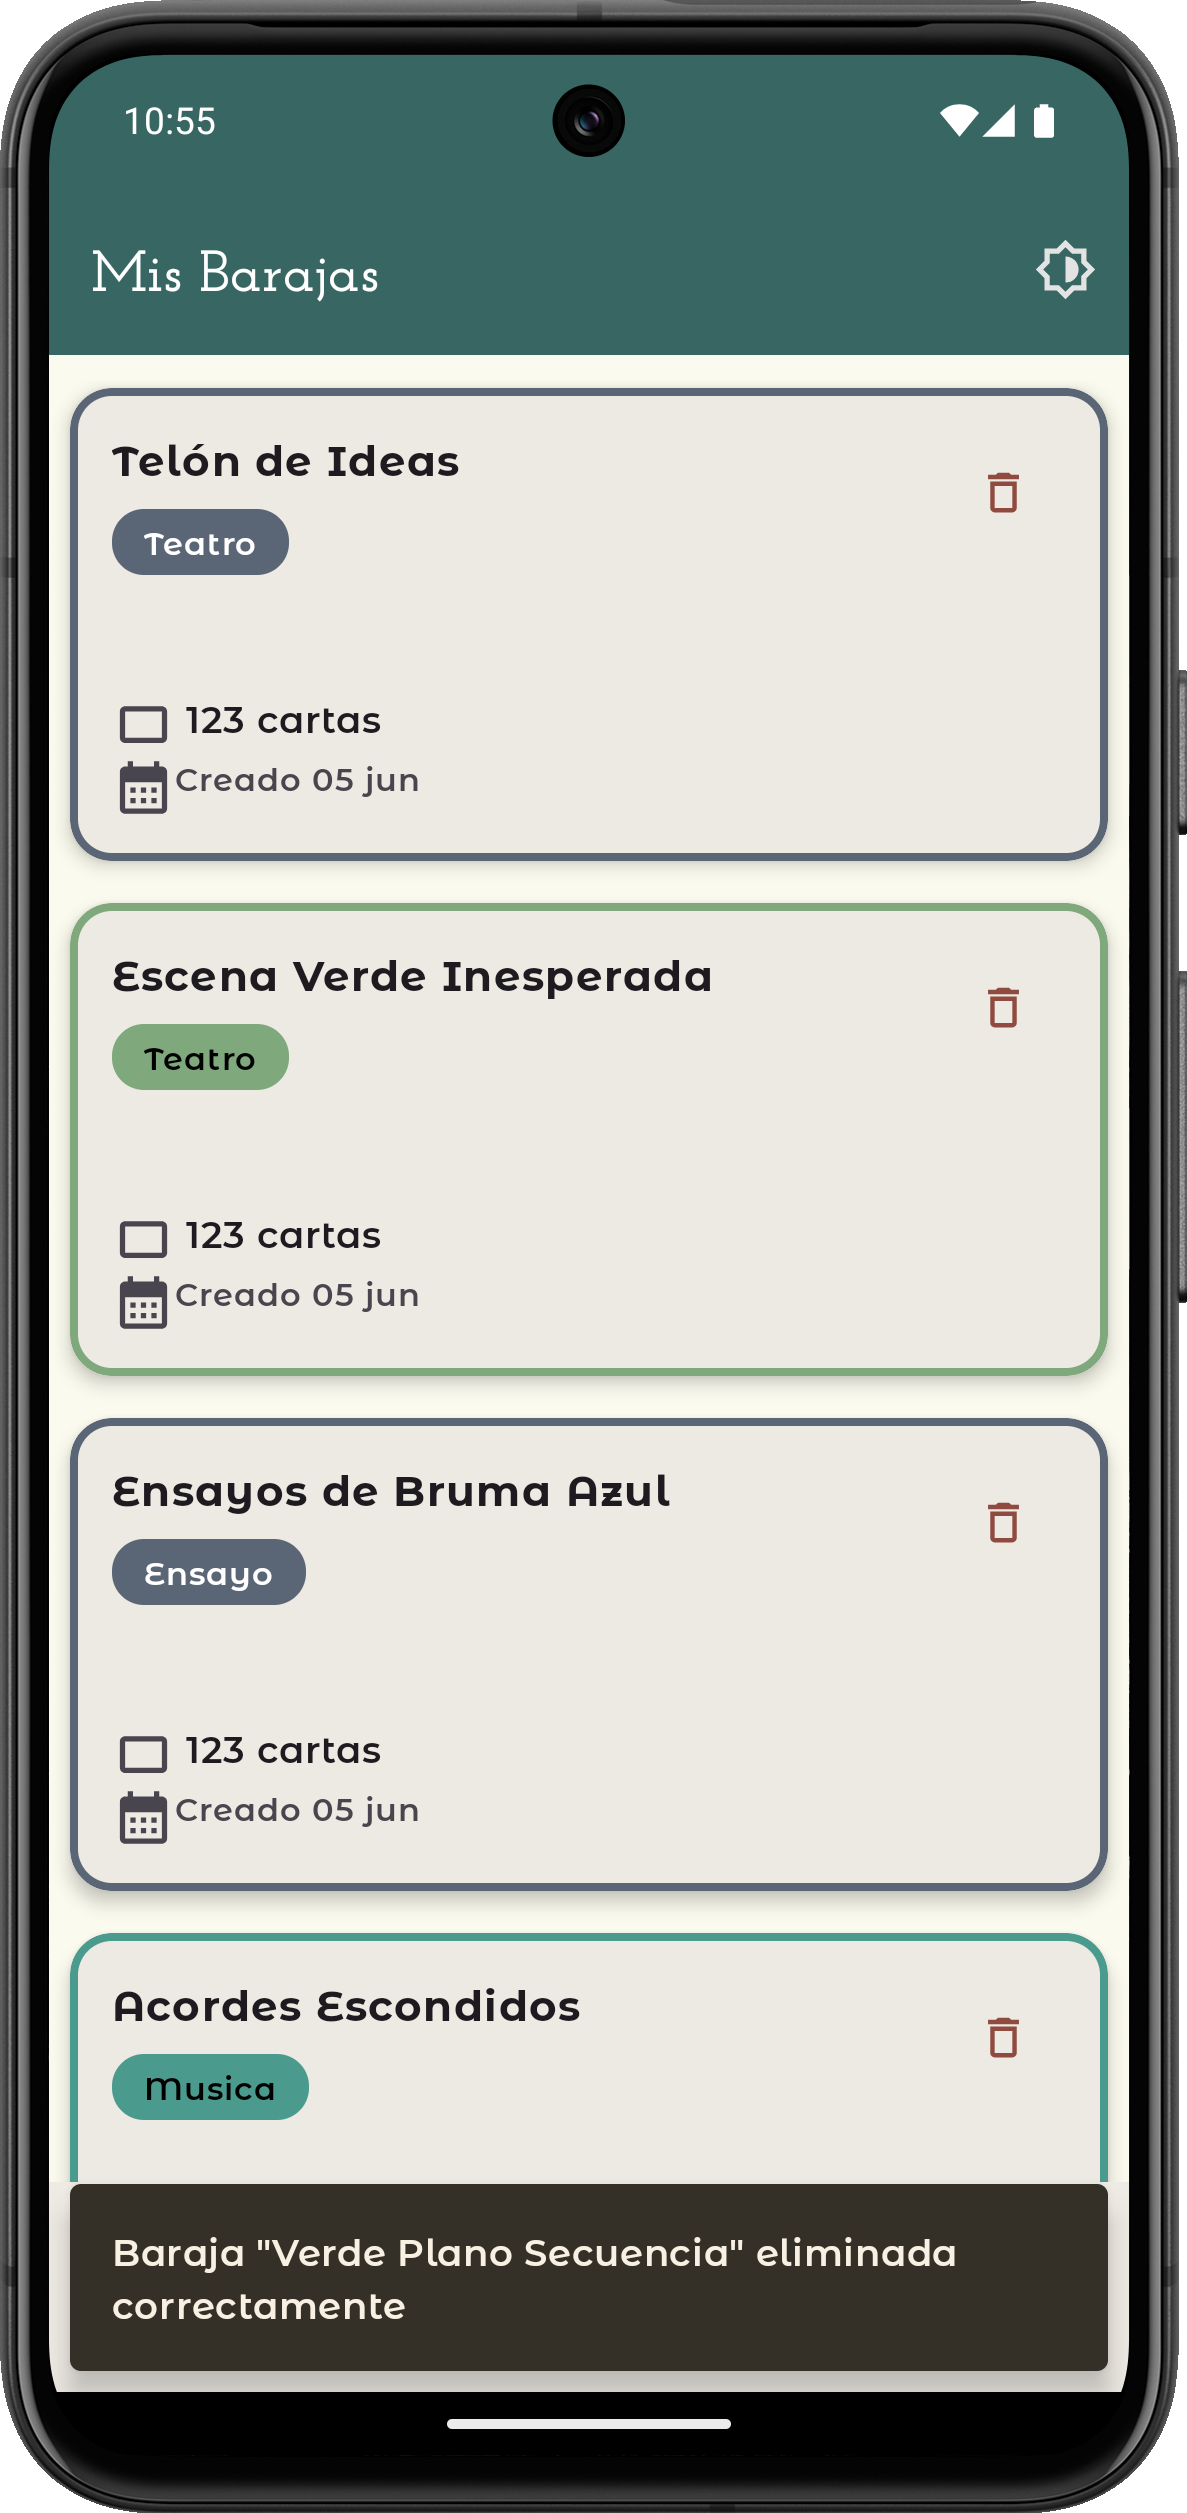 10:55
Mis Barajas
Telón de Ideas
Teatro
123 cartas
Creado 05 jun
Escena Verde Inesperada
Teatro
123 cartas
Creado 05 jun
Ensayos de Bruma Azul
Ensayo
123 cartas
Creado 05 jun
Acordes Escondidos
Musica
Baraja "Verde Plano Secuencia" eliminada
correctamente